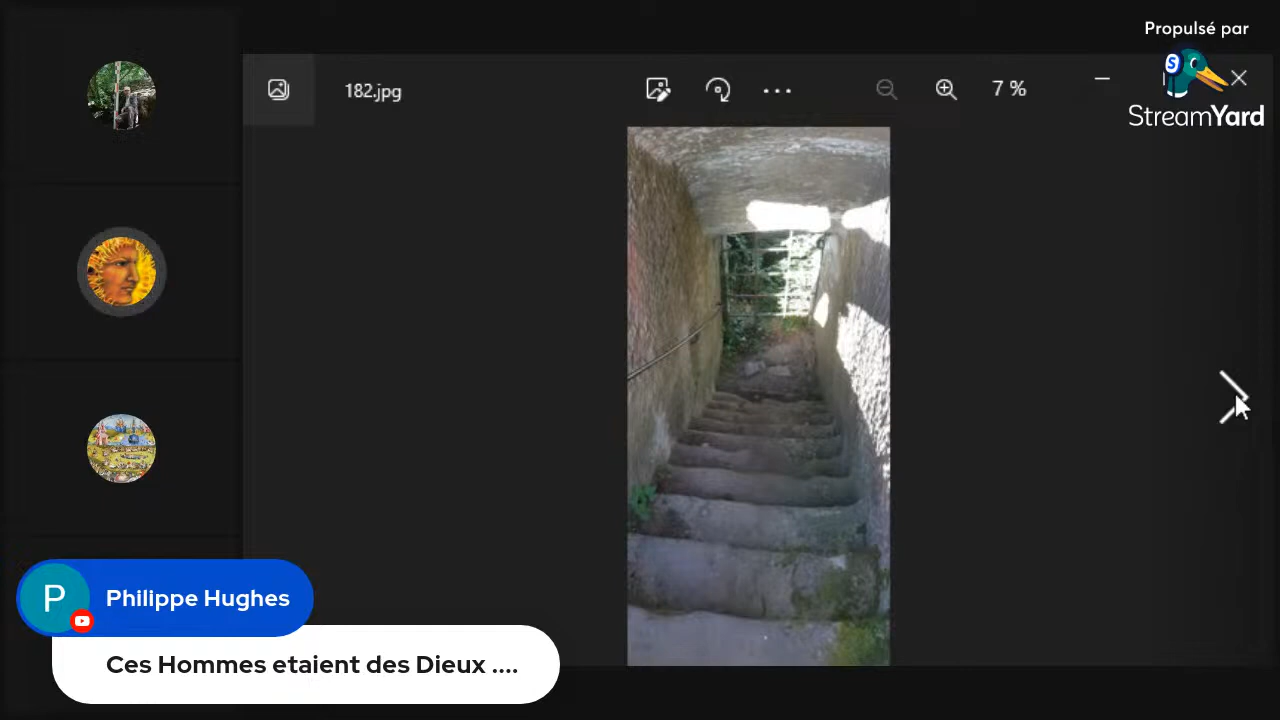 Propulsé par
StreamYard
182.jpg
7 %
P
Philippe Hughes
Ces Hommes etaient des Dieux ....